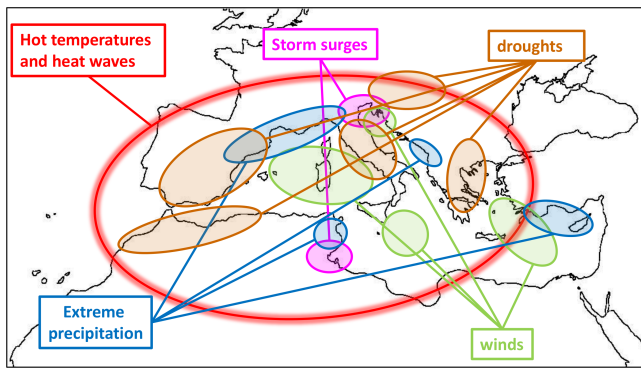 Hot temperatures
and heat waves
Storm surges
droughts
Extreme
precipitation
winds